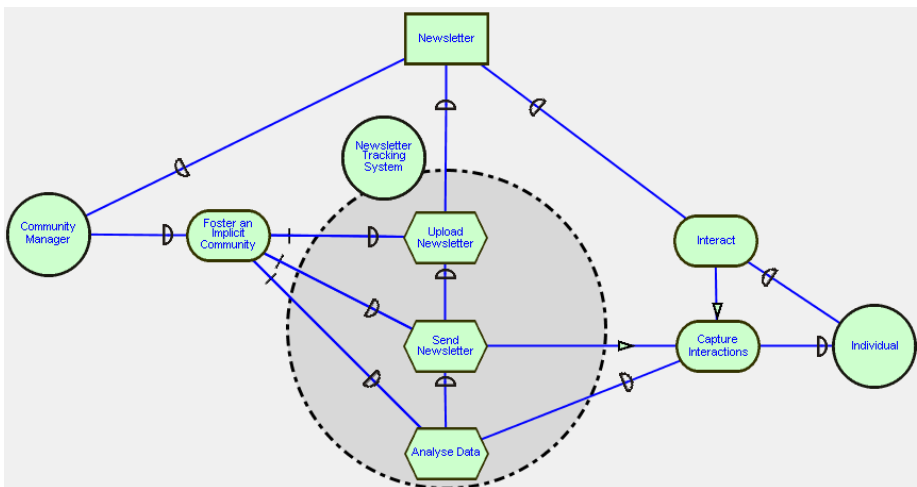 Newsletter
Newsletter
Tracking
System
Community
Manager
Foster an
Implicit
Community
Upload
Newsletter
Interact
Send
Newsletter
Capture
Interactions
Individual
Analyse Data